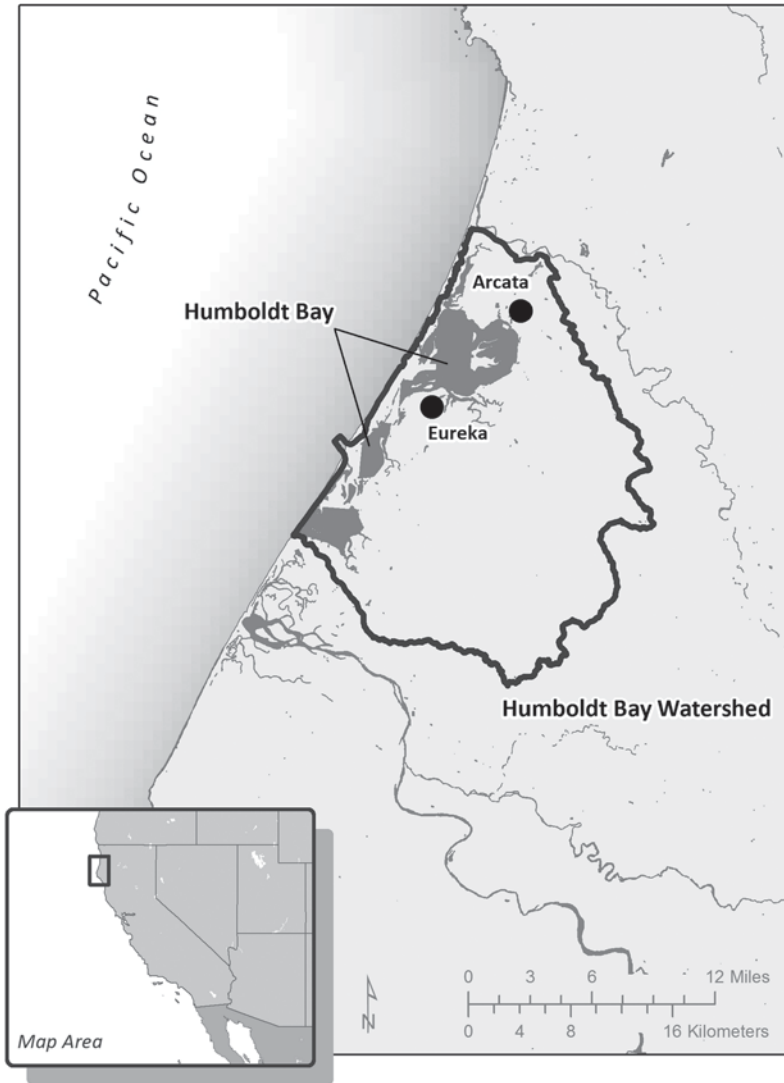 Pacific Ocean
Arcata
Humboldt Bay
Eureka
Humboldt Bay Watershed
Map Area
N
0 3 6 12 Miles
0 4 8 16 Kilometers